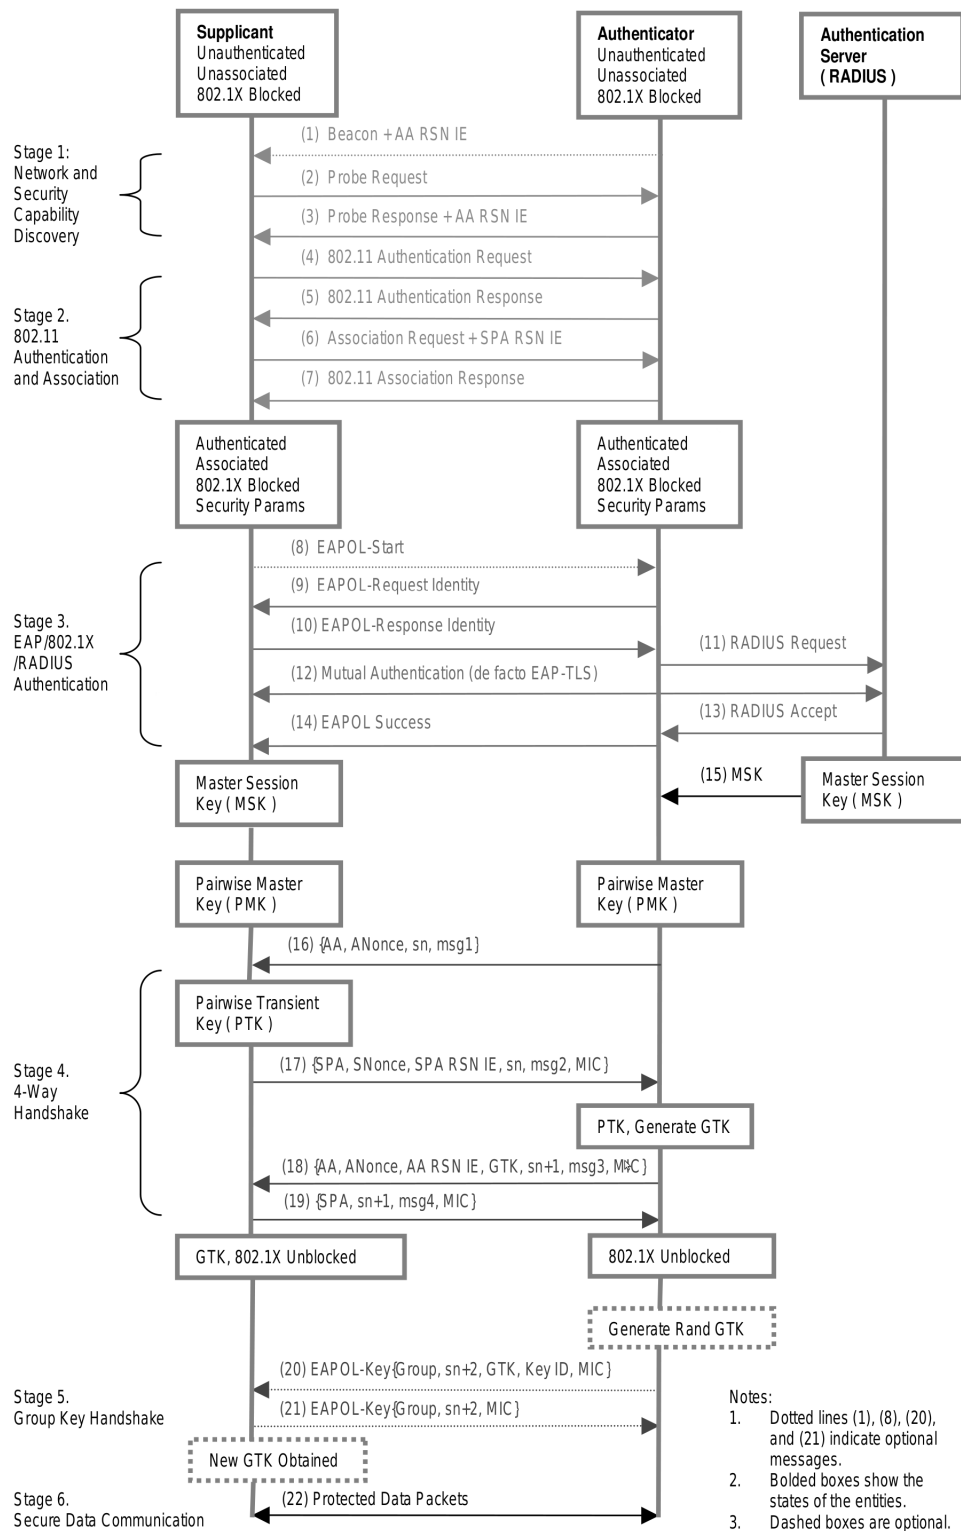 Supplicant
Unauthenticated
Unassociated
802.1X Blocked
Authenticator
Unauthenticated
Unassociated
802.1X Blocked
Authentication
Server
( RADIUS )
(1) Beacon + AA RSN IE
Stage 1:
Network and
Security
Capability
Discovery
(2) Probe Request
(3) Probe Response + AA RSN IE
(4) 802.11 Authentication Request
(5) 802.11 Authentication Response
Stage 2.
802.11
Authentication
and Association
(6) Association Request + SPA RSN IE
(7) 802.11 Association Response
Authenticated
Associated
802.1X Blocked
Security Params
Authenticated
Associated
802.1X Blocked
Security Params
(8) EAPOL-Start
(9) EAPOL-Request Identity
Stage 3.
EAP/802.1X
/RADIUS
Authentication
(10) EAPOL-Response Identity
(11) RADIUS Request
(12) Mutual Authentication (de facto EAP-TLS)
(13) RADIUS Accept
(14) EAPOL Success
Master Session
Key ( MSK )
(15) MSK
Master Session
Key ( MSK )
Pairwise Master
Key ( PMK )
Pairwise Master
Key ( PMK )
(16) {AA, ANonce, sn, msg1}
Pairwise Transient
Key ( PTK )
Stage 4.
4-Way
Handshake
(17) {SPA, SNonce, SPA RSN IE, sn, msg2, MIC}
PTK, Generate GTK
(18) {AA, ANonce, AA RSN IE, GTK, sn+1, msg3, MIC}
(19) {SPA, sn+1, msg4, MIC}
GTK, 802.1X Unblocked
802.1X Unblocked
Generate Rand GTK
(20) EAPOL-Key{Group, sn+2, GTK, Key ID, MIC}
Stage 5.
Group Key Handshake
(21) EAPOL-Key{Group, sn+2, MIC}
New GTK Obtained
Stage 6.
Secure Data Communication
(22) Protected Data Packets
Notes:
1. Dotted lines (1), (8), (20),
and (21) indicate optional
messages.
2. Bolded boxes show the
states of the entities.
3. Dashed boxes are optional.